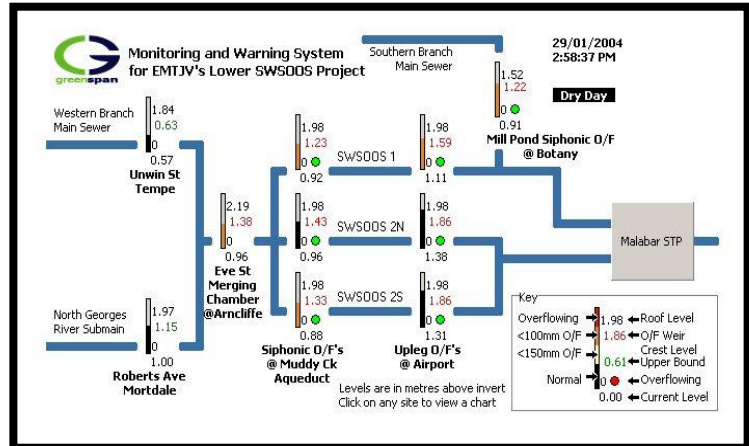 greenspan
Monitoring and Warning System
for EMTJV's Lower SWSOOS Project
Southern Branch
Main Sewer
29/01/2004
2:58:37 PM
Dry Day
1.52
1.22
0
0.91
Mill Pond Siphonic O/F
@ Botany
Western Branch
Main Sewer
1.84
0.63
0
0.57
Unwin St
Tempe
2.19
1.38
0
0.96
Eve St
Merging
Chamber
@Arncliffe
North Georges
River Submain
1.97
1.15
0
1.00
Roberts Ave
Mortdale
1.98
1.23
0
0.92
SWSOOS 1
1.98
1.59
0
1.11
1.98
1.43
0
0.96
SWSOOS 2N
1.98
1.86
0
1.38
1.98
1.33
0
0.88
SWSOOS 2S
1.98
1.86
0
1.31
Siphonic O/F's
@ Muddy Ck
Aqueduct
Upleg O/F's
@ Airport
Malabar STP
Levels are in metres above invert
Click on any site to view a chart
Key
Overflowing
<100mm O/F
<150mm O/F
Normal
1.98
1.86
0.61
0
0.00
Roof Level
O/F Weir
Crest Level
Upper Bound
Overflowing
Current Level